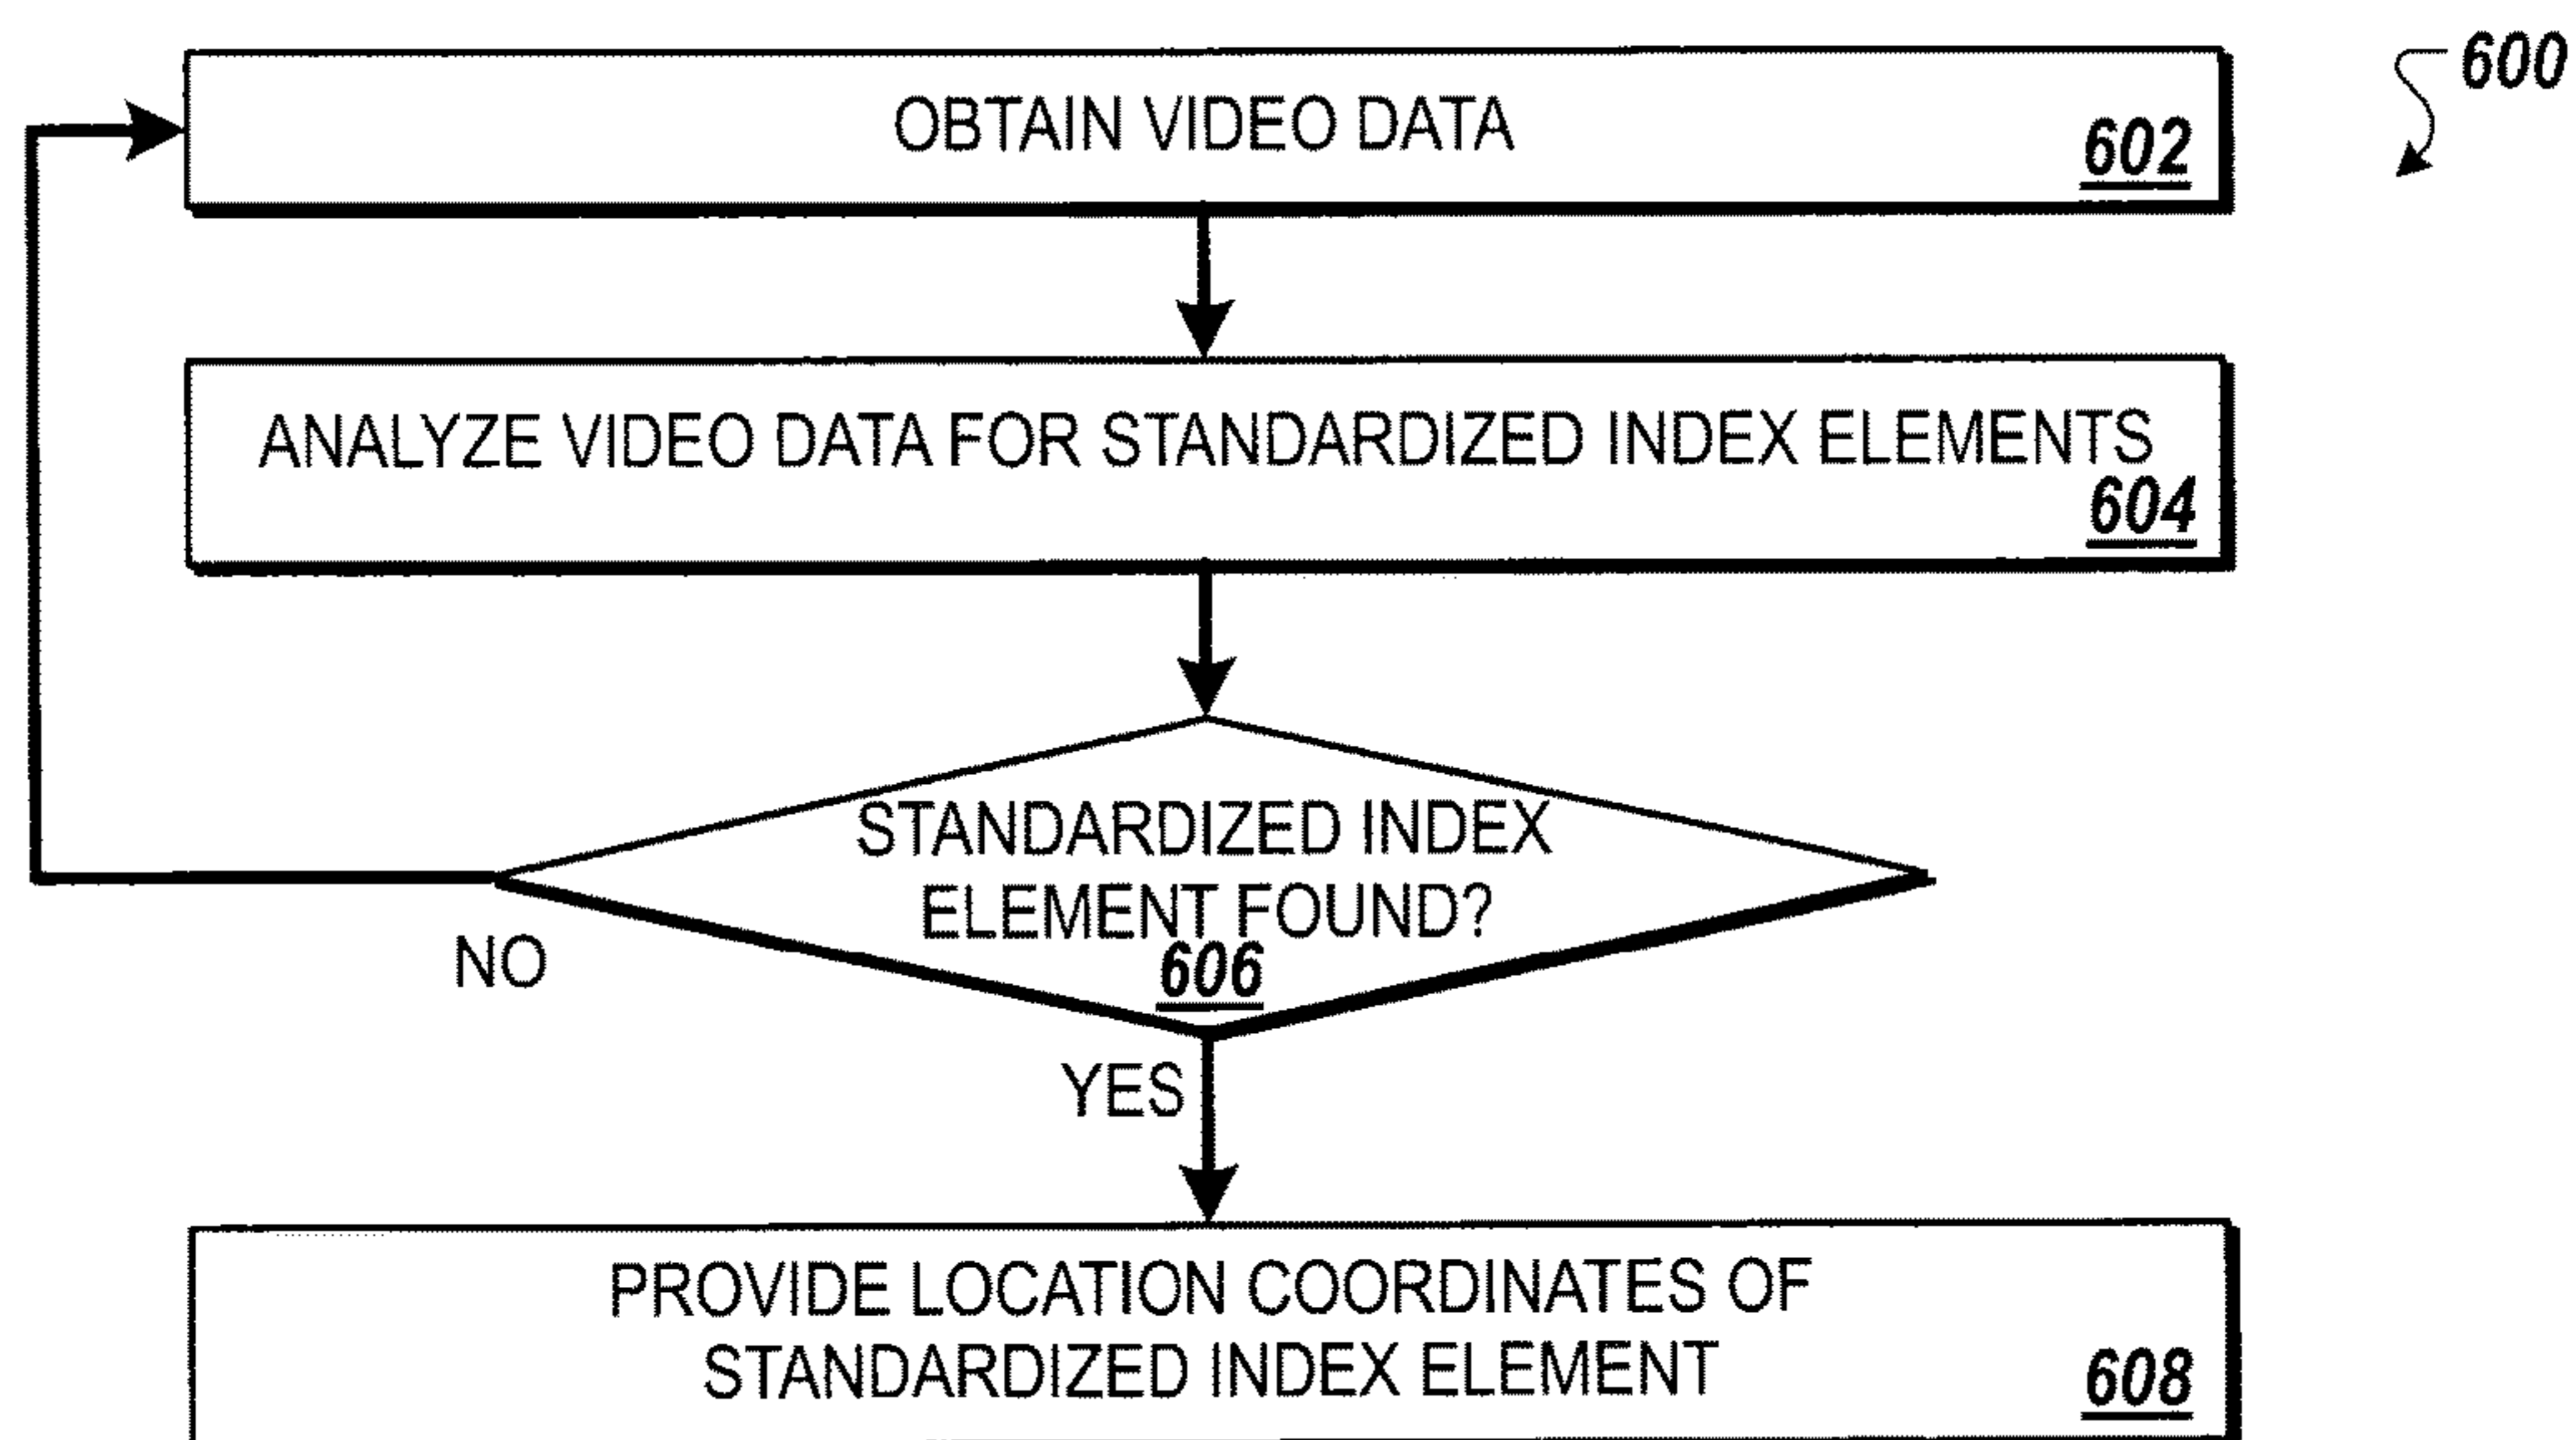 600
OBTAIN VIDEO DATA
602
ANALYZE VIDEO DATA FOR STANDARDIZED INDEX ELEMENTS
604
STANDARDIZED INDEX
ELEMENT FOUND?
606
NO
YES
PROVIDE LOCATION COORDINATES OF
STANDARDIZED INDEX ELEMENT
608